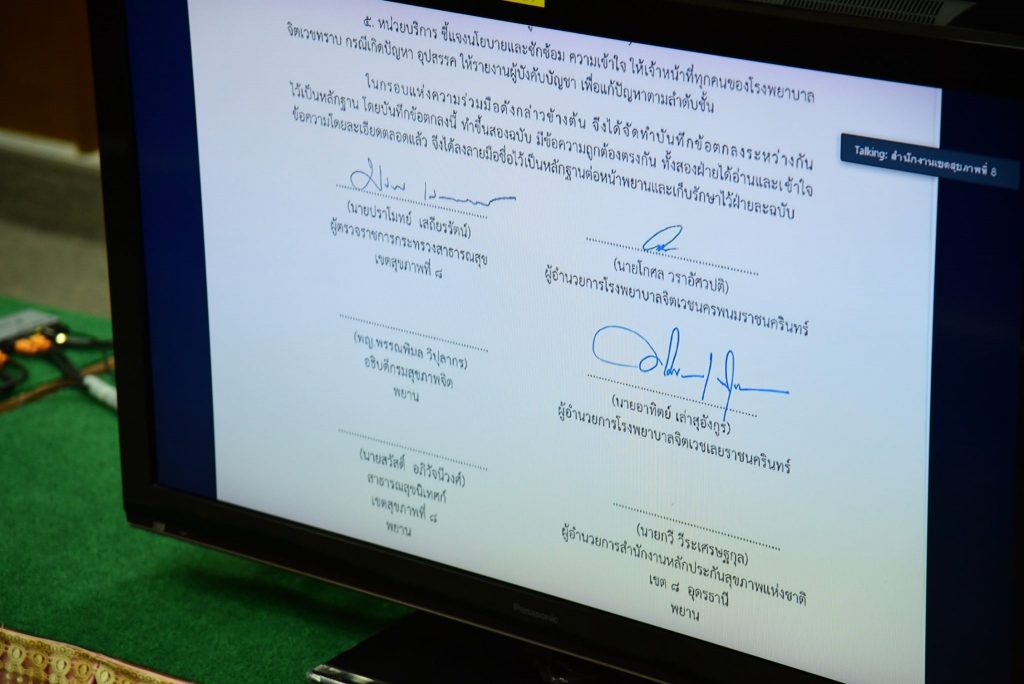 ๕. หน่วยบริการ ชี้แจงนโยบายและซักซ้อม ความเข้าใจ ให้เจ้าหน้าที่ทุกคนของโรงพยาบาล
จิตเวชทราบ กรณีเกิดปัญหา อุปสรรค ให้รายงานผู้บังคับบัญชา เพื่อแก้ปัญหาตามลำดับชั้น
ในกรอบแห่งความร่วมมือดังกล่าวข้างต้น จึงได้จัดทำบันทึกข้อตกลงระหว่างกัน
ไว้เป็นหลักฐาน โดยบันทึกข้อตกลงนี้ ทำขึ้นสองฉบับ มีข้อความถูกต้องตรงกัน ทั้งสองฝ่ายได้อ่านและเข้าใจ
ข้อความโดยละเอียดตลอดแล้ว จึงได้ลงลายมือชื่อไว้เป็นหลักฐานต่อหน้าพยานและเก็บรักษาไว้ฝ่ายละฉบับ
Talking: สำนักงานเขตสุขภาพที่ 8
(นายปราโมทย์ เสถียรรัตน์)
ผู้ตรวจราชการกระทรวงสาธารณสุข
เขตสุขภาพที่ ๘
(นายโกศล วราอัศวปติ)
ผู้อำนวยการโรงพยาบาลจิตเวชนครพนมราชนครินทร์
(พญ.พรรณพิมล วิปุลากร)
อธิบดีกรมสุขภาพจิต
พยาน
(นายอาทิตย์ เล่าสุอังกูร)
ผู้อำนวยการโรงพยาบาลจิตเวชเลยราชนครินทร์
(นายสวัสดิ์ อภิวัจนีวงศ์)
สาธารณสุขนิเทศก์
เขตสุขภาพที่ ๘
พยาน
(นายกวี วีระเศรษฐกุล)
ผู้อำนวยการสำนักงานหลักประกันสุขภาพแห่งชาติ
เขต ๘ อุดรธานี
พยาน
Panasonic